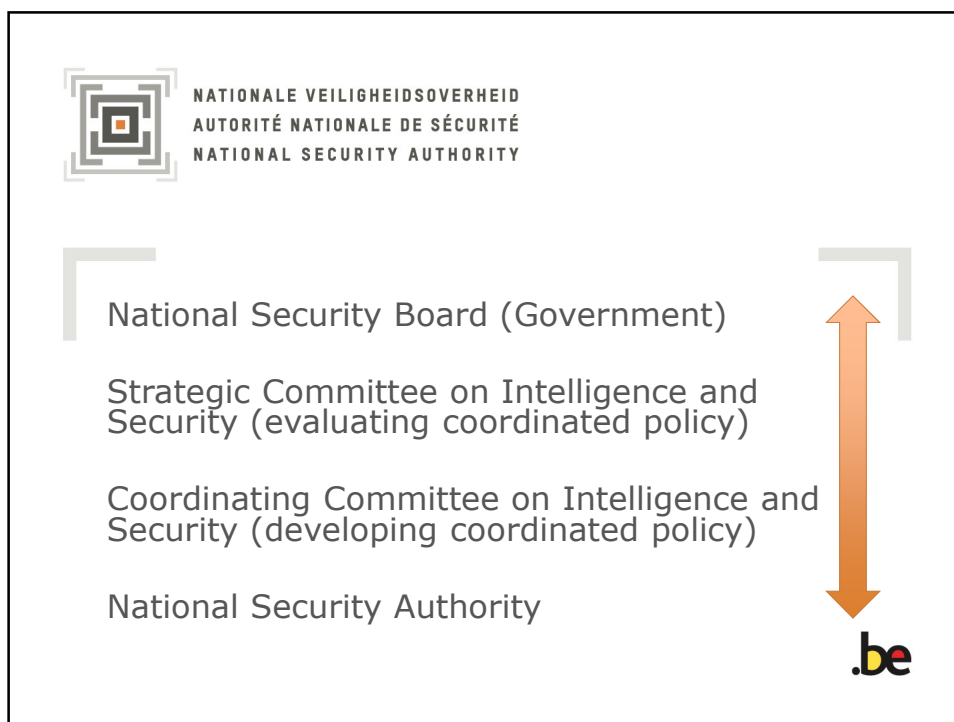 NATIONALE VEILIGHEIDSOVERHEID
AUTORITÉ NATIONALE DE SÉCURITÉ
NATIONAL SECURITY AUTHORITY
National Security Board (Government)
Strategic Committee on Intelligence and
Security (evaluating coordinated policy)
Coordinating Committee on Intelligence and
Security (developing coordinated policy)
National Security Authority
.be